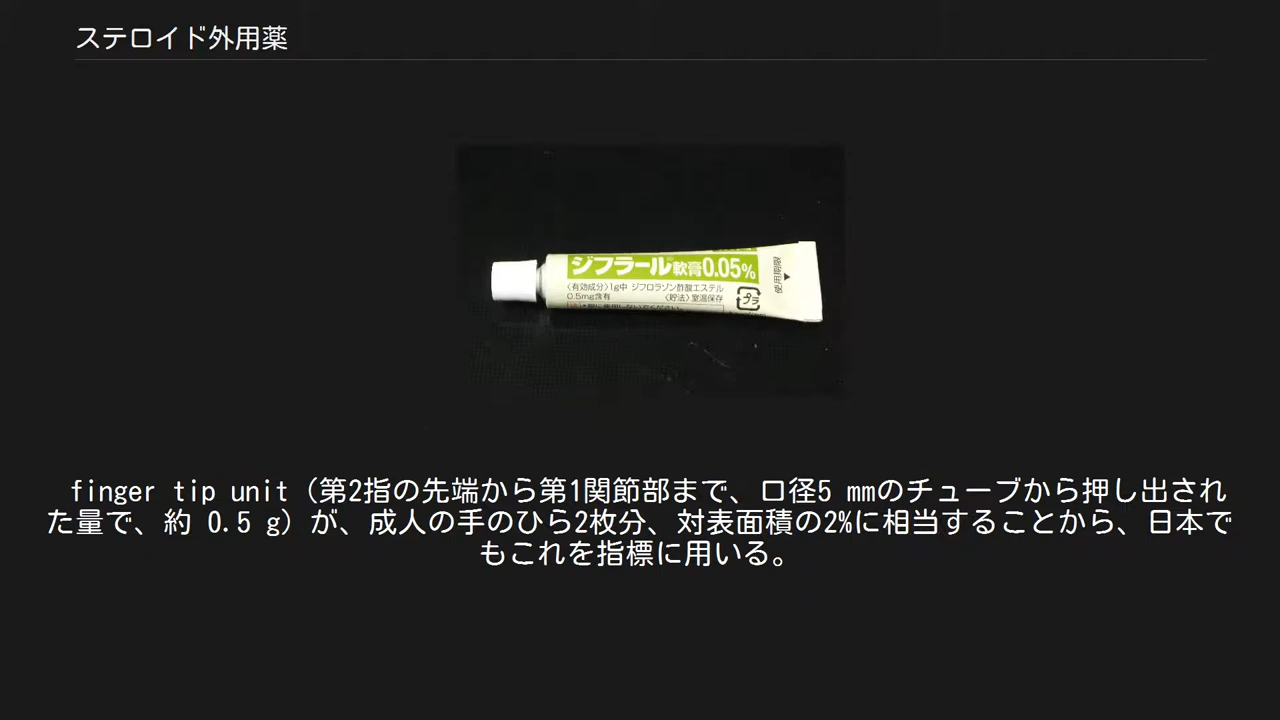 ステロイド外用薬
ジフラール®軟膏0.05%
〈有効成分〉1g中 ジフロラゾン酢酸エステル
0.5mg含有 〈貯法〉室温保存
使用期限
プラ
finger tip unit (第2指の先端から第1関節部まで、口径5 mmのチューブから押し出され
た量で、約 0.5 g) が、成人の手のひら2枚分、対表面積の2%に相当することから、日本で
もこれを指標に用いる。